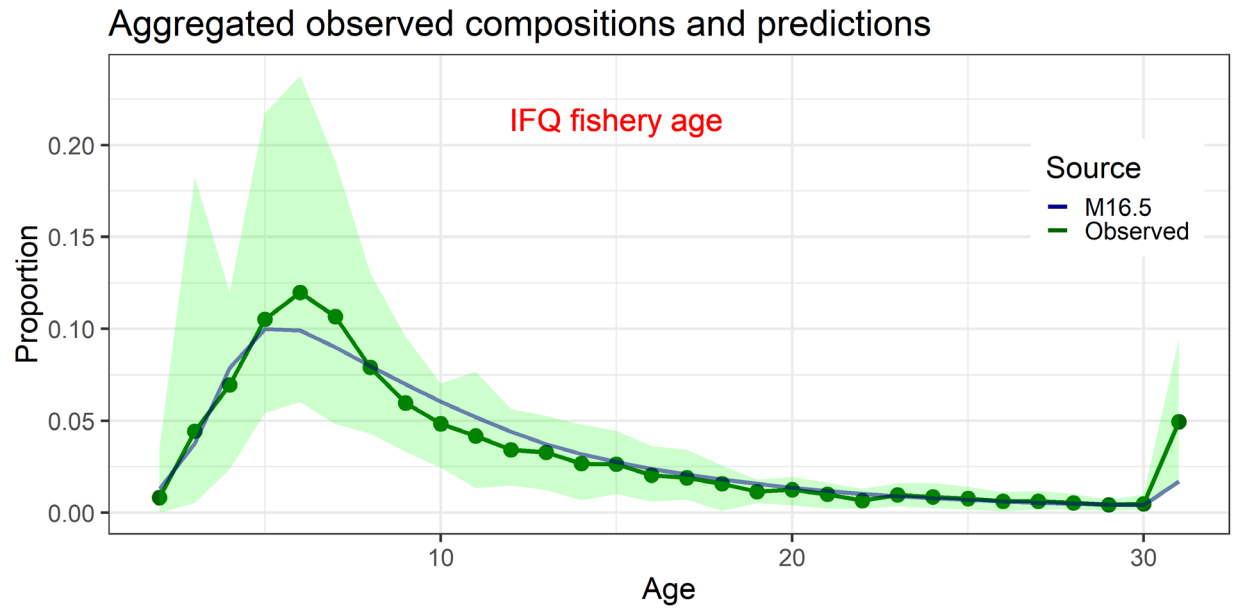 Aggregated observed compositions and predictions
IFQ fishery age
Source
M16.5
Observed
Proportion
0.20
0.15
0.10
0.05
0.00
10
20
30
Age